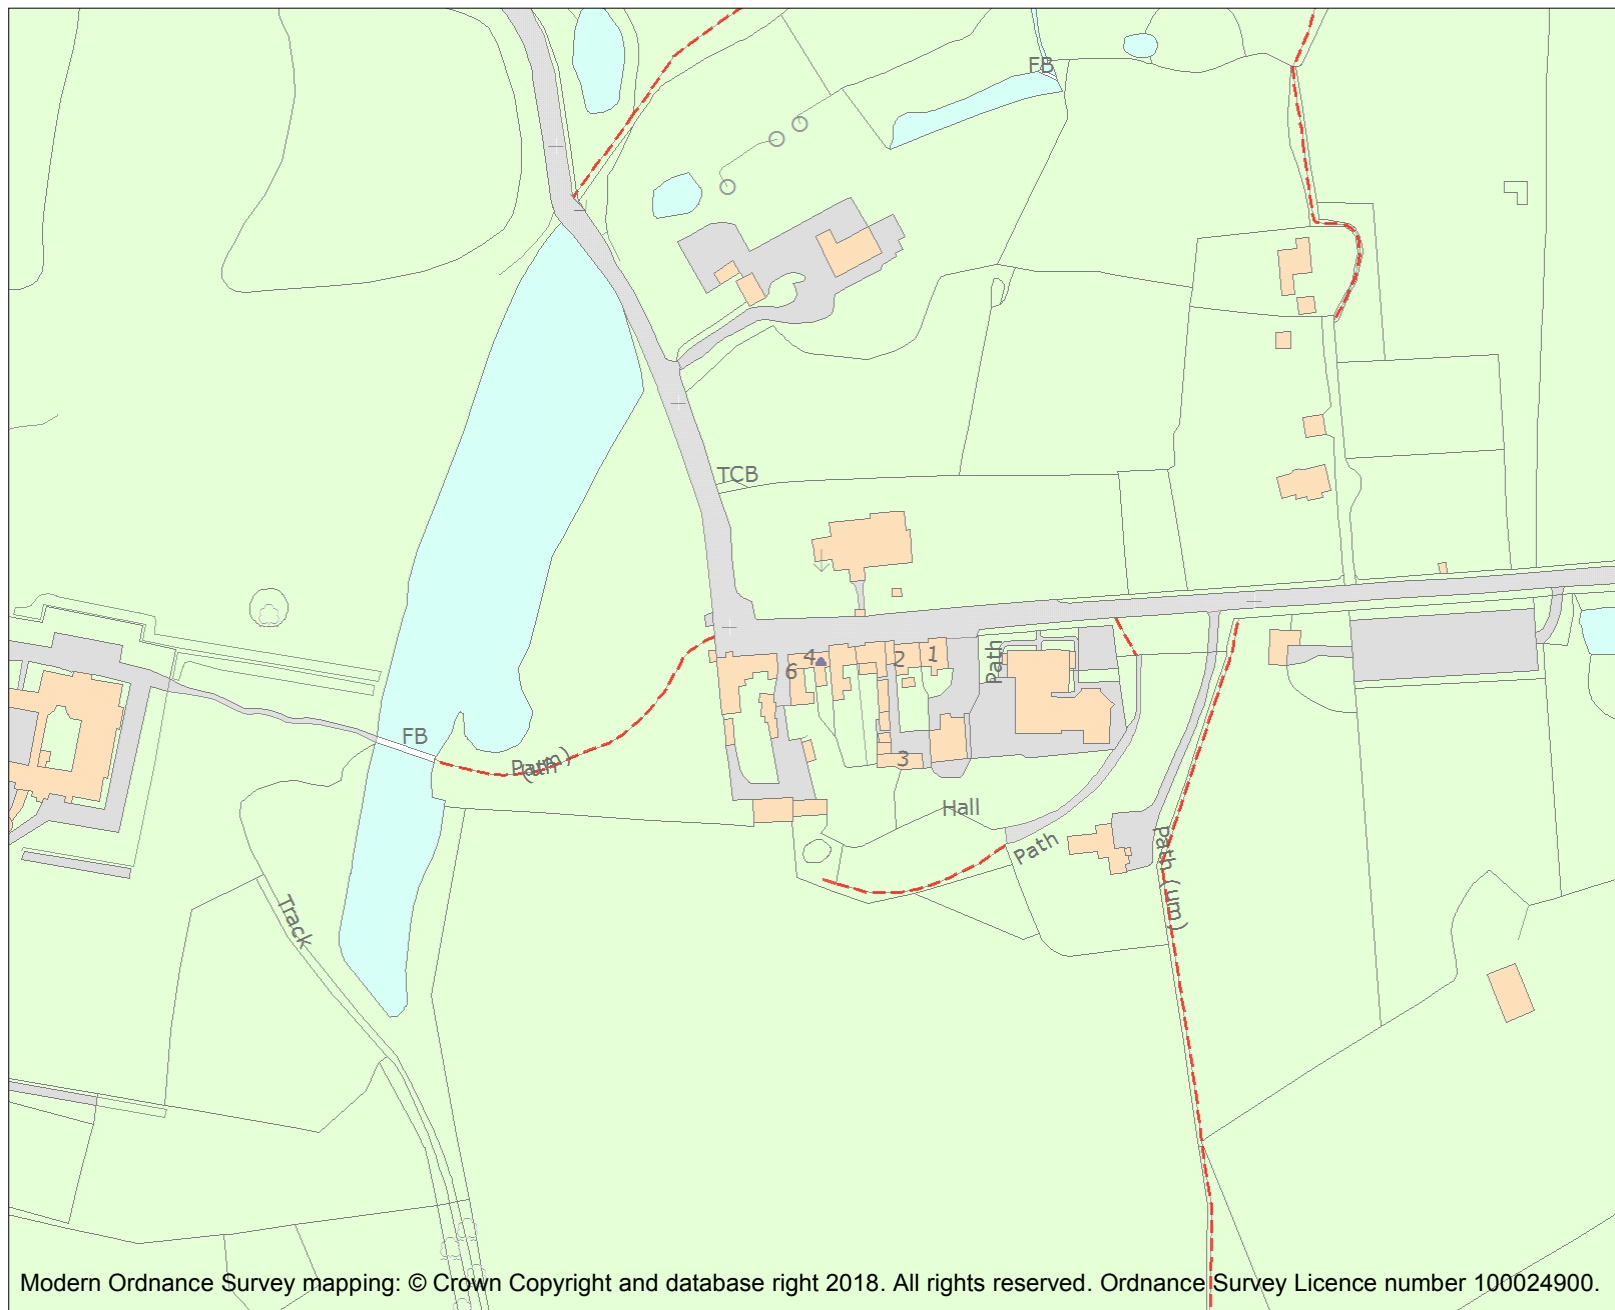 FB
TCB
4
2
1
6
Path
FB
Path (um)
3
Hall
Path
Path (um)
Track
Modern Ordnance Survey mapping: © Crown Copyright and database right 2018. All rights reserved. Ordnance Survey Licence number 100024900.